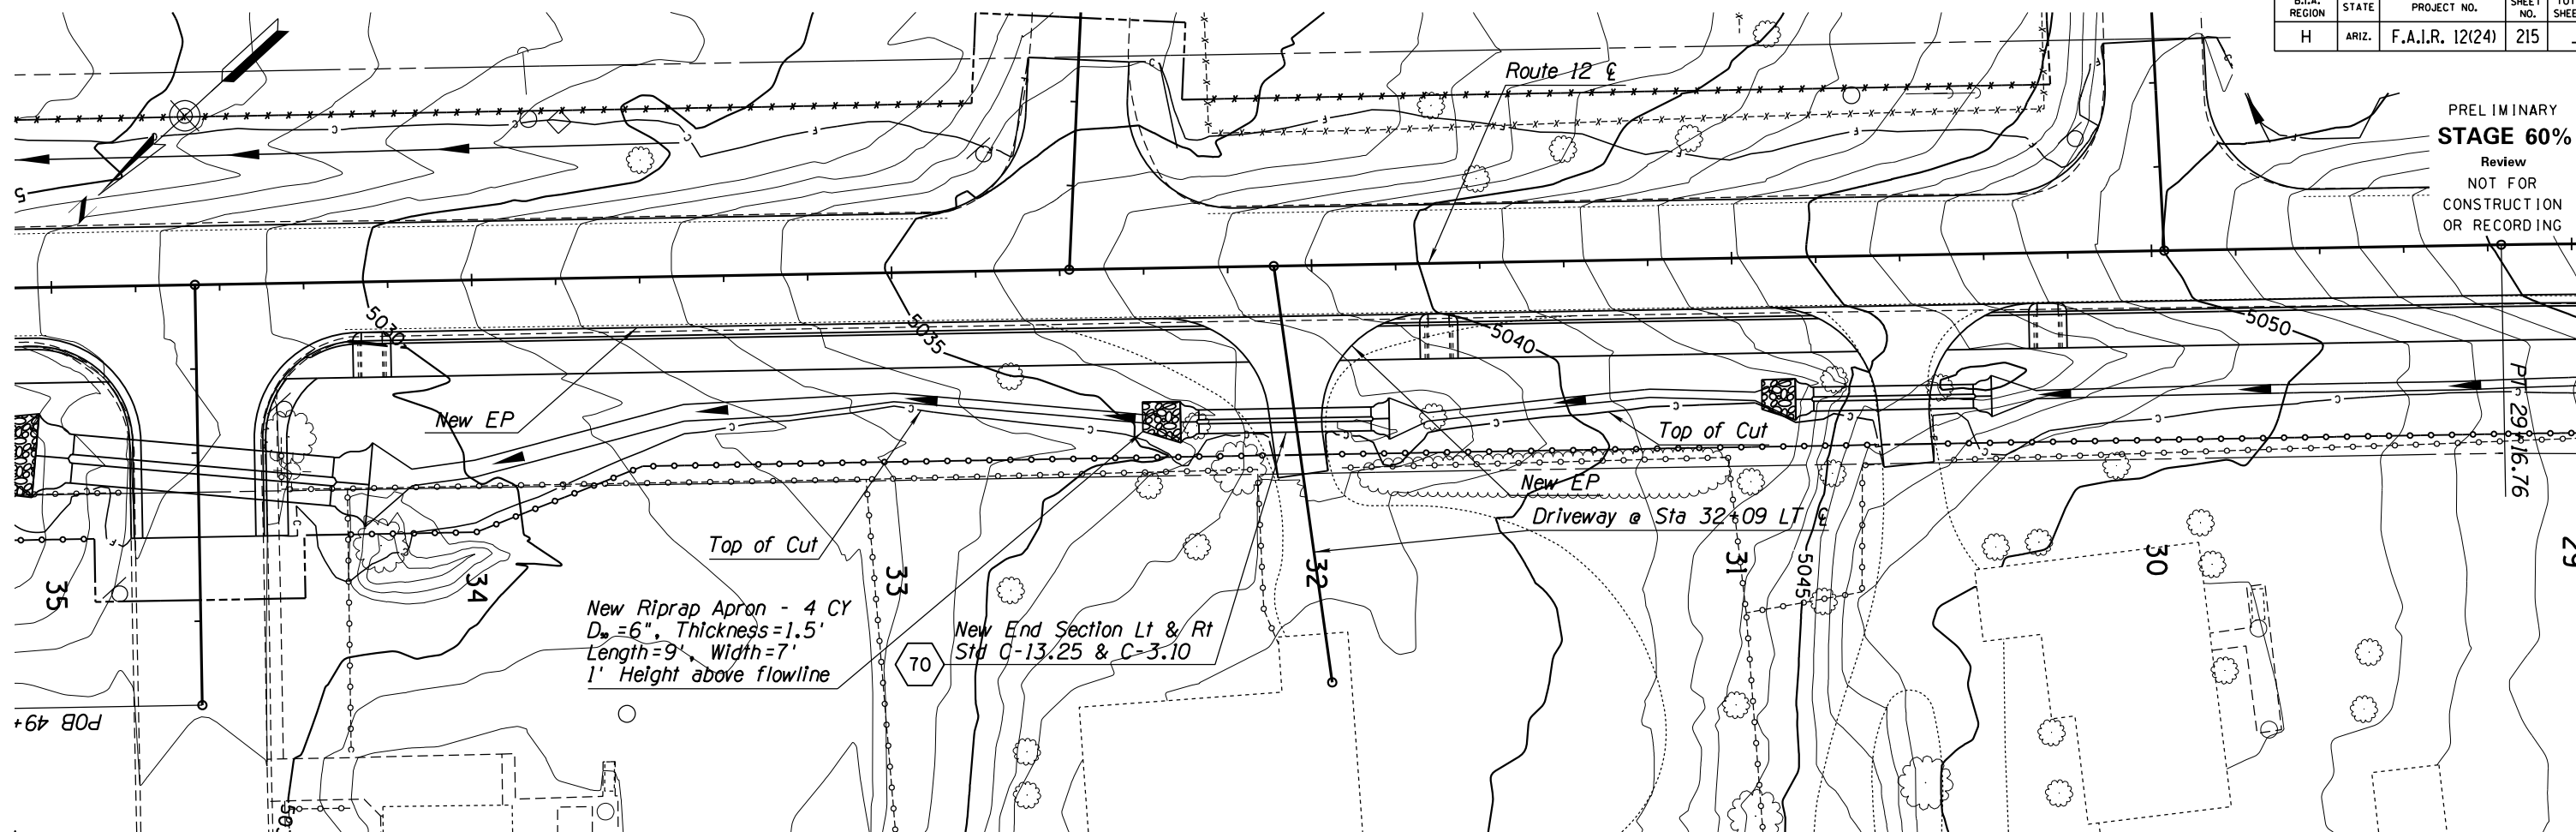 B.I.A. REGION STATE PROJECT NO. SHEET NO.
H ARIZ. F.A.I.R. 12(24) 215
Route 12 ℄
PRELIMINARY
STAGE 60%
Review
NOT FOR
CONSTRUCTION
OR RECORDING
5030
5035
5040
5050
New EP
Top of Cut
New EP
Driveway @ Sta 32+09 LT ℄
PT 29+16.76
Top of Cut
35
34
33
32
31
5045
30
29
New Riprap Apron - 4 CY
D₅₀=6", Thickness=1.5'
Length=9', Width=7'
1' Height above flowline
70
New End Section Lt & Rt
Std C-13.25 & C-3.10
POB 49+